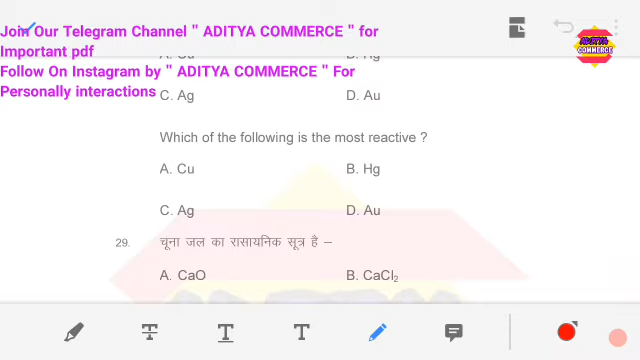 Join Our Telegram Channel " ADITYA COMMERCE " for
Important pdf
Follow On Instagram by " ADITYA COMMERCE " For
Personally interactions
ADITYA
COMMERCE
A. Cu B. Hg
C. Ag D. Au
Which of the following is the most reactive ?
A. Cu B. Hg
C. Ag D. Au
29. चूना जल का रासायनिक सूत्र है –
A. CaO B. CaCl₂
T T T